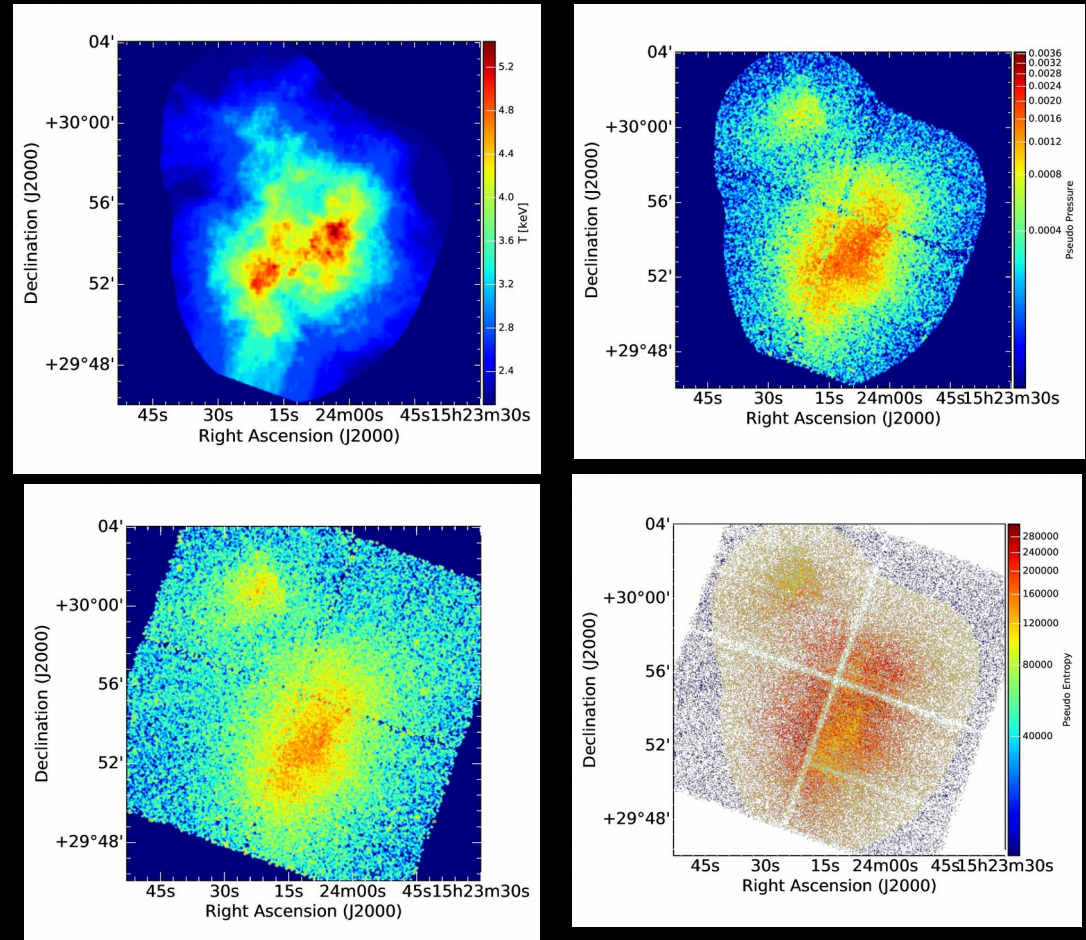 04'
+30°00'
56'
52'
+29°48'
45s 30s 15s 24m00s 45s15h23m30s
Right Ascension (J2000)
Declination (J2000)
5.2
4.8
4.4
4.0
3.6
3.2
2.8
2.4
T [keV]
04'
+30°00'
56'
52'
+29°48'
45s 30s 15s 24m00s 45s15h23m30s
Right Ascension (J2000)
Declination (J2000)
0.0036
0.0032
0.0028
0.0024
0.0020
0.0016
0.0012
0.0008
0.0004
Pseudo Pressure
04'
+30°00'
56'
52'
+29°48'
45s 30s 15s 24m00s 45s15h23m30s
Right Ascension (J2000)
Declination (J2000)
04'
+30°00'
56'
52'
+29°48'
45s 30s 15s 24m00s 45s15h23m30s
Right Ascension (J2000)
Declination (J2000)
280000
240000
200000
160000
120000
80000
40000
Pseudo Entropy